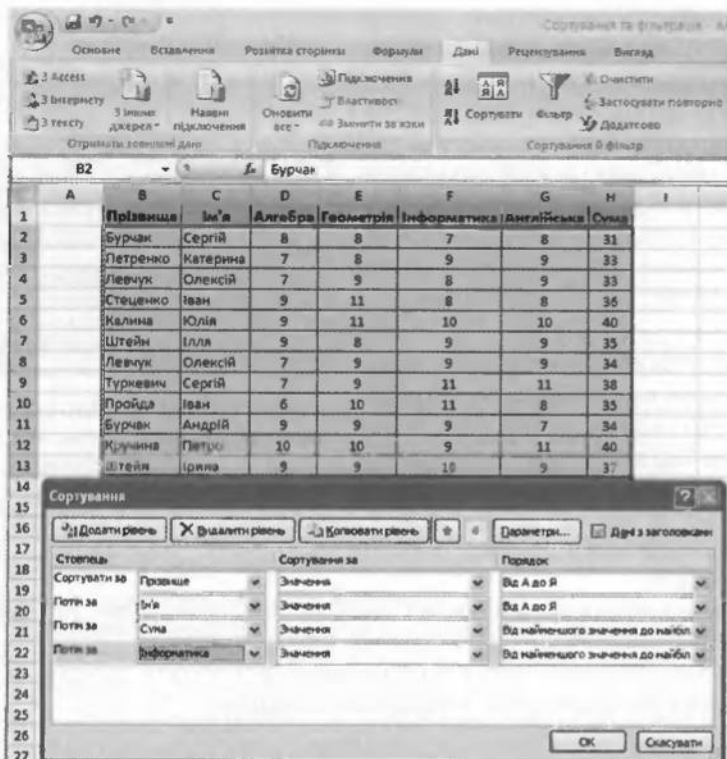 Сортування та фільтрація
Основне Вставлення Розмітка сторінки Формули Дані Рецензування Вигляд
З Access
З Інтернету
З тексту
З інших джерел
Наявні підключення
Отримати зовнішні дані
Оновити все
Підключення
Властивості
Змінити зв'язки
Підключення
Сортувати
Фільтр
Очистити
Застосувати повторно
Додатково
Сортування й фільтр
B2 fx Бурчак
A B C D E F G H I
1 Прізвище Ім'я Алгебра Геометрія Інформатика Англійська Сума
2 Бурчак Сергій 8 8 7 8 31
3 Петренко Катерина 7 8 9 9 33
4 Левчук Олексій 7 9 8 9 33
5 Стеценко Іван 9 11 8 8 36
6 Калина Юлія 9 11 10 10 40
7 Штейн Ілля 9 8 9 9 35
8 Левчук Олексій 7 9 9 9 34
9 Туркевич Сергій 7 9 11 11 38
10 Пройда Іван 6 10 11 8 35
11 Бурчак Андрій 9 9 9 7 34
12 Кручина Петро 10 10 9 11 40
13 Штейн Ірина 9 9 10 9 37
14
15
16
17
18
19
20
21
22
23
24
25
26
27
Сортування
Додати рівень Видалити рівень Копіювати рівень Параметри... Дані з заголовками
Стовпець Сортування за Порядок
Сортувати за Прізвище Значення Від А до Я
Потім за Ім'я Значення Від А до Я
Потім за Сума Значення Від найменшого значення до найбіл
Потім за Інформатика Значення Від найменшого значення до найбіл
OK Скасувати